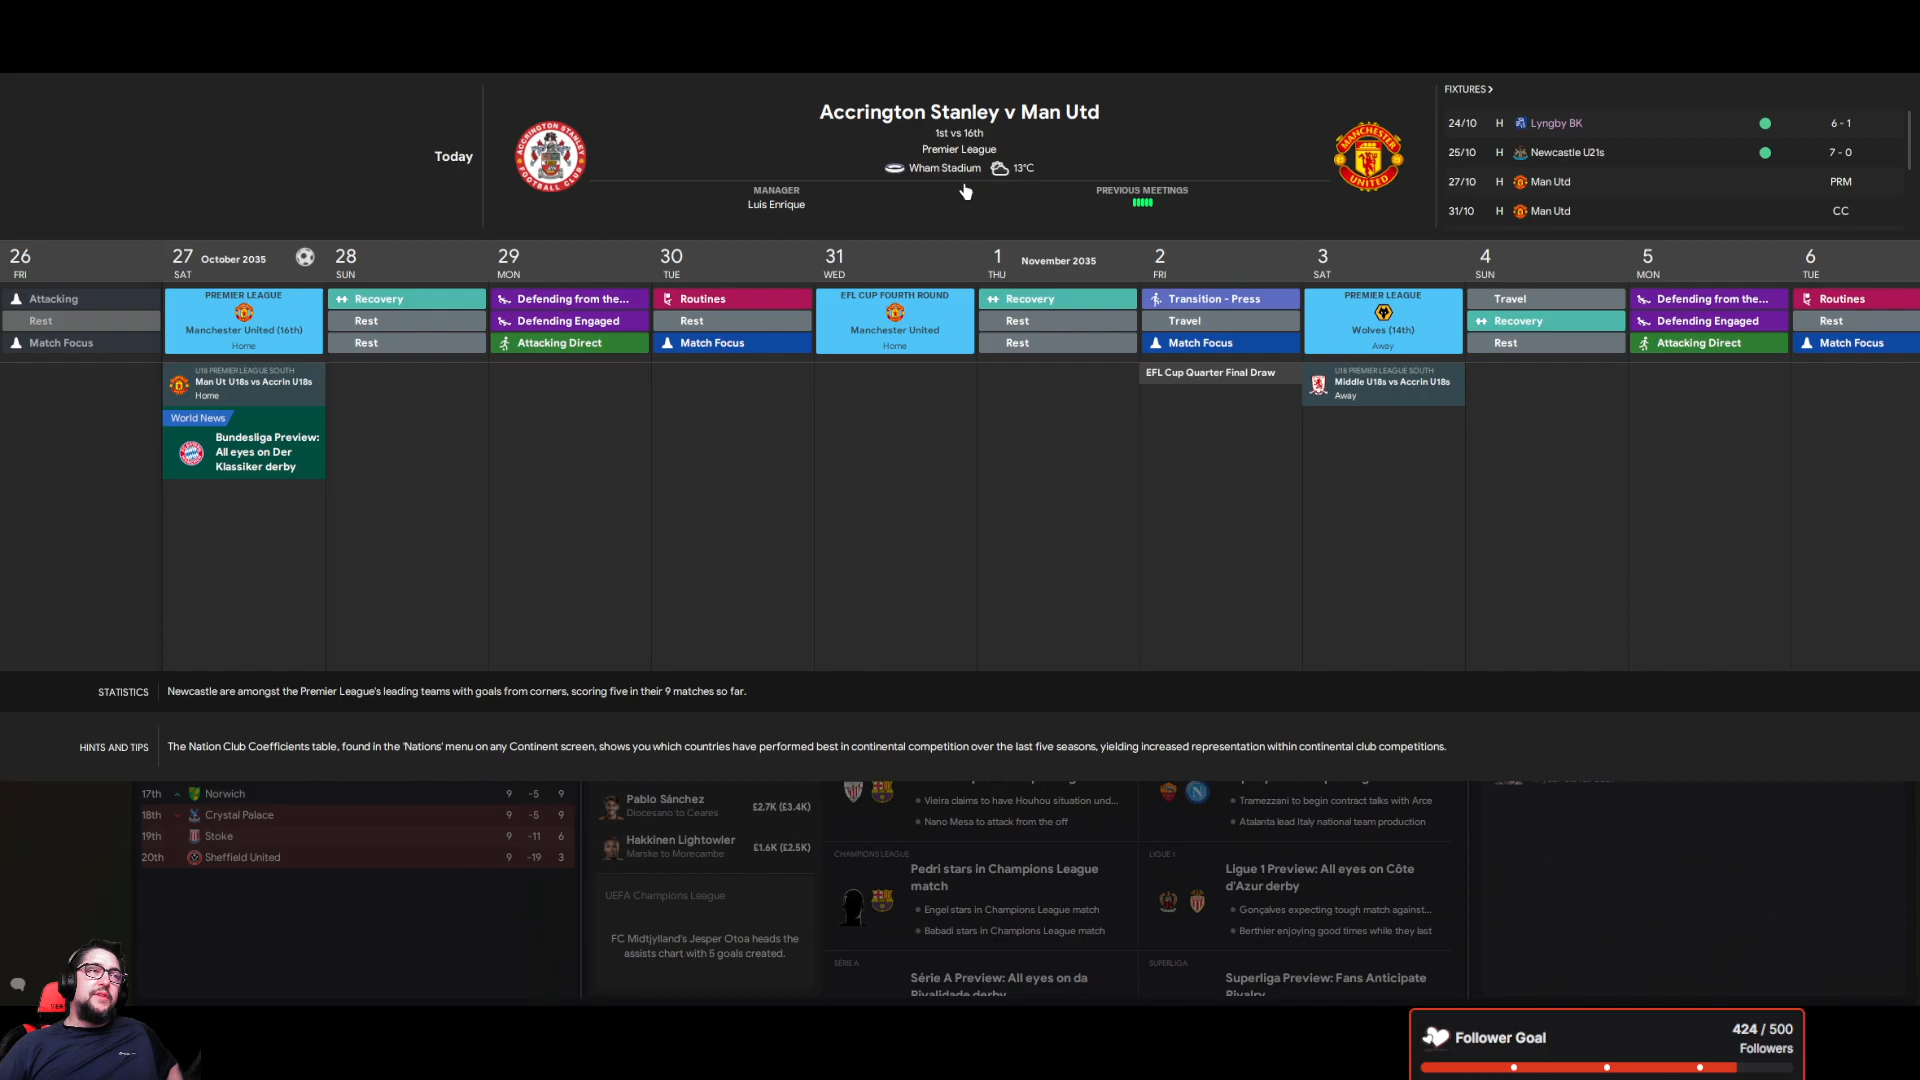 Today
Accrington Stanley v Man Utd
1st vs 16th
Premier League
Wham Stadium 13°C
MANAGER
Luis Enrique
PREVIOUS MEETINGS
FIXTURES
24/10 H Lyngby BK 6 - 1
25/10 H Newcastle U21s 7 - 0
27/10 H Man Utd PRM
31/10 H Man Utd CC
26 27 October 2035 28 29 30 31 1 November 2035 2 3 4 5 6
FRI SAT SUN MON TUE WED THU FRI SAT SUN MON TUE
Attacking
Rest
Match Focus
PREMIER LEAGUE
Manchester United (16th)
Home
Recovery
Rest
Rest
Defending from the...
Defending Engaged
Attacking Direct
Routines
Rest
Match Focus
EFL CUP FOURTH ROUND
Manchester United
Home
Recovery
Rest
Rest
Transition - Press
Travel
Match Focus
PREMIER LEAGUE
Wolves (14th)
Away
Travel
Recovery
Rest
Defending from the...
Defending Engaged
Attacking Direct
Routines
Rest
Match Focus
U18 PREMIER LEAGUE SOUTH
Man Ut U18s vs Accrin U18s
Home
World News
Bundesliga Preview:
All eyes on Der
Klassiker derby
EFL Cup Quarter Final Draw
U18 PREMIER LEAGUE SOUTH
Middle U18s vs Accrin U18s
Away
STATISTICS Newcastle are amongst the Premier League's leading teams with goals from corners, scoring five in their 9 matches so far.
HINTS AND TIPS The Nation Club Coefficients table, found in the 'Nations' menu on any Continent screen, shows you which countries have performed best in continental competition over the last five seasons, yielding increased representation within continental club competitions.
17th Norwich 9 -5 9
18th Crystal Palace 9 -5 9
19th Stoke 9 -11 6
20th Sheffield United 9 -19 3
Pablo Sánchez
Diocesano to Ceares
£2.7K (£3.4K)
Hakkinen Lightowler
Marske to Morecambe
£1.6K (£2.5K)
UEFA Champions League
FC Midtjylland's Jesper Otoa heads the
assists chart with 5 goals created.
Vieira claims to have Houhou situation und...
Nano Mesa to attack from the off
CHAMPIONS LEAGUE
Pedri stars in Champions League
match
Engel stars in Champions League match
Babadi stars in Champions League match
SÉRIE A
Série A Preview: All eyes on da
Rivalidade derby
Tramezzani to begin contract talks with Arce
Atalanta lead Italy national team production
LIGUE 1
Ligue 1 Preview: All eyes on Côte
d'Azur derby
Gonçalves expecting tough match against...
Berthier enjoying good times while they last
SUPERLIGA
Superliga Preview: Fans Anticipate
Rivalry
Follower Goal
424 / 500
Followers